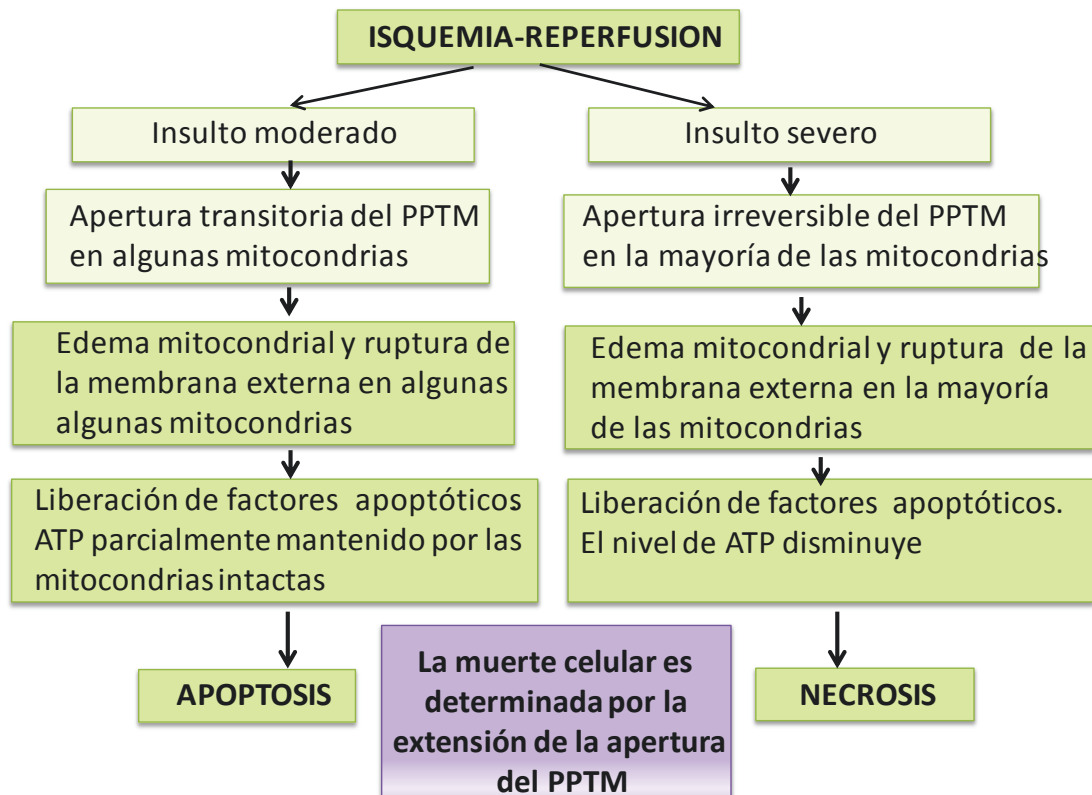 ISQUEMIA-REPERFUSION
Insulto moderado
Insulto severo
Apertura transitoria del PPTM
en algunas mitocondrias
Apertura irreversible del PPTM
en la mayoría de las mitocondrias
Edema mitocondrial y ruptura de
la membrana externa en algunas
algunas mitocondrias
Edema mitocondrial y ruptura de la
membrana externa en la mayoría
de las mitocondrias
Liberación de factores apoptóticos.
ATP parcialmente mantenido por las
mitocondrias intactas
Liberación de factores apoptóticos.
El nivel de ATP disminuye
APOPTOSIS
La muerte celular es
determinada por la
extensión de la apertura
del PPTM
NECROSIS